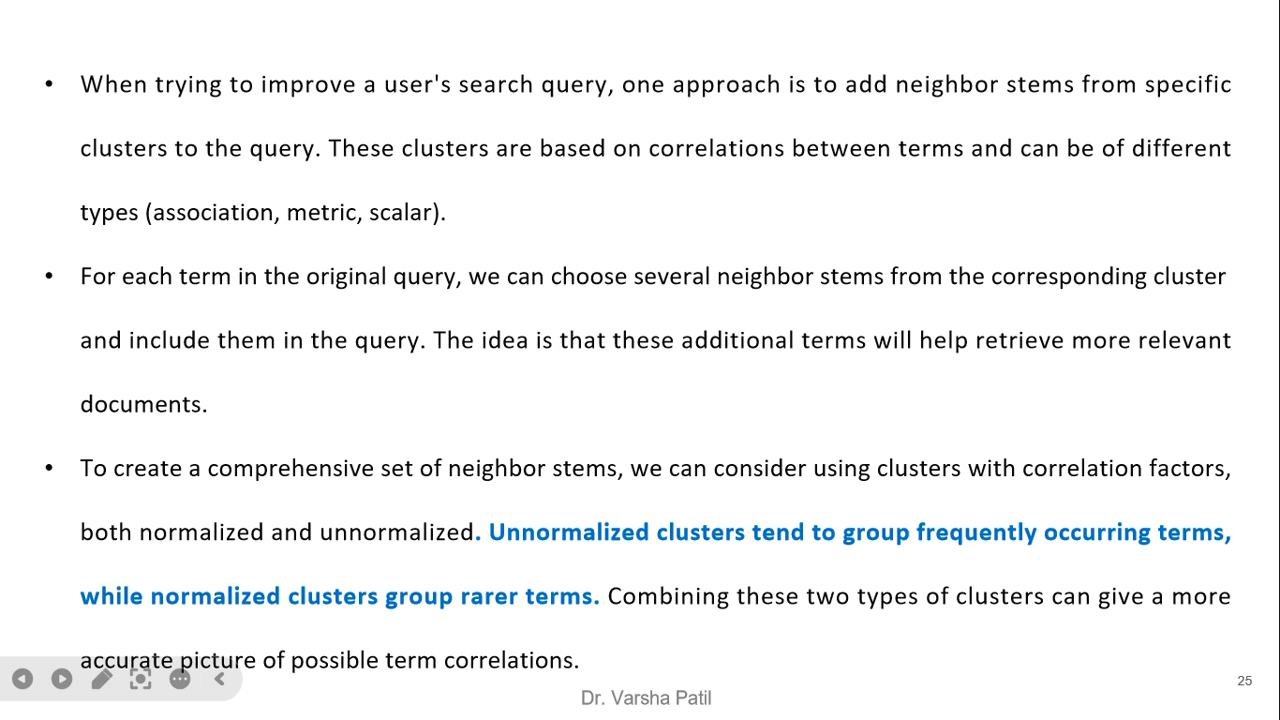 • When trying to improve a user's search query, one approach is to add neighbor stems from specific
clusters to the query. These clusters are based on correlations between terms and can be of different
types (association, metric, scalar).
• For each term in the original query, we can choose several neighbor stems from the corresponding cluster
and include them in the query. The idea is that these additional terms will help retrieve more relevant
documents.
• To create a comprehensive set of neighbor stems, we can consider using clusters with correlation factors,
both normalized and unnormalized. Unnormalized clusters tend to group frequently occurring terms,
while normalized clusters group rarer terms. Combining these two types of clusters can give a more
accurate picture of possible term correlations.
25
Dr. Varsha Patil